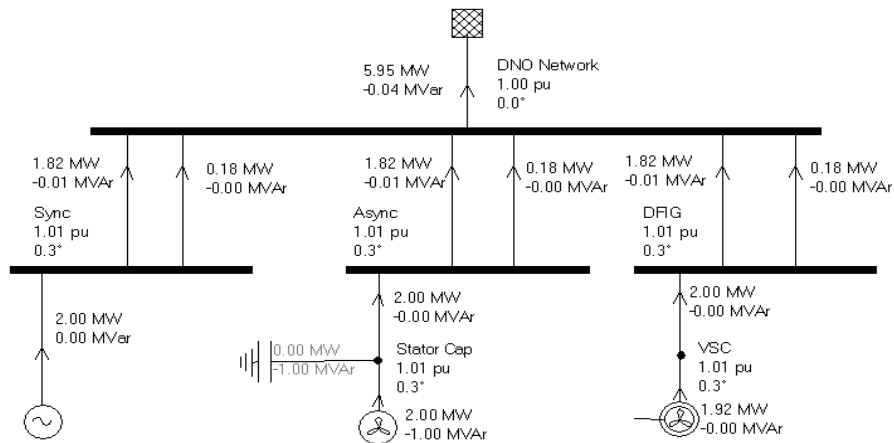 DNO Network
1.00 pu
0.0°
5.95 MW
-0.04 MVar
1.82 MW
-0.01 MVAr
0.18 MW
-0.00 MVAr
1.82 MW
-0.01 MVAr
0.18 MW
-0.00 MVAr
1.82 MW
-0.01 MVAr
0.18 MW
-0.00 MVAr
Sync
1.01 pu
0.3°
Async
1.01 pu
0.3°
DFIG
1.01 pu
0.3°
2.00 MW
0.00 MVar
2.00 MW
-0.00 MVAr
2.00 MW
-0.00 MVAr
0.00 MW
-1.00 MVAr
Stator Cap
1.01 pu
0.3°
VSC
1.01 pu
0.3°
2.00 MW
-1.00 MVAr
1.92 MW
-0.00 MVAr